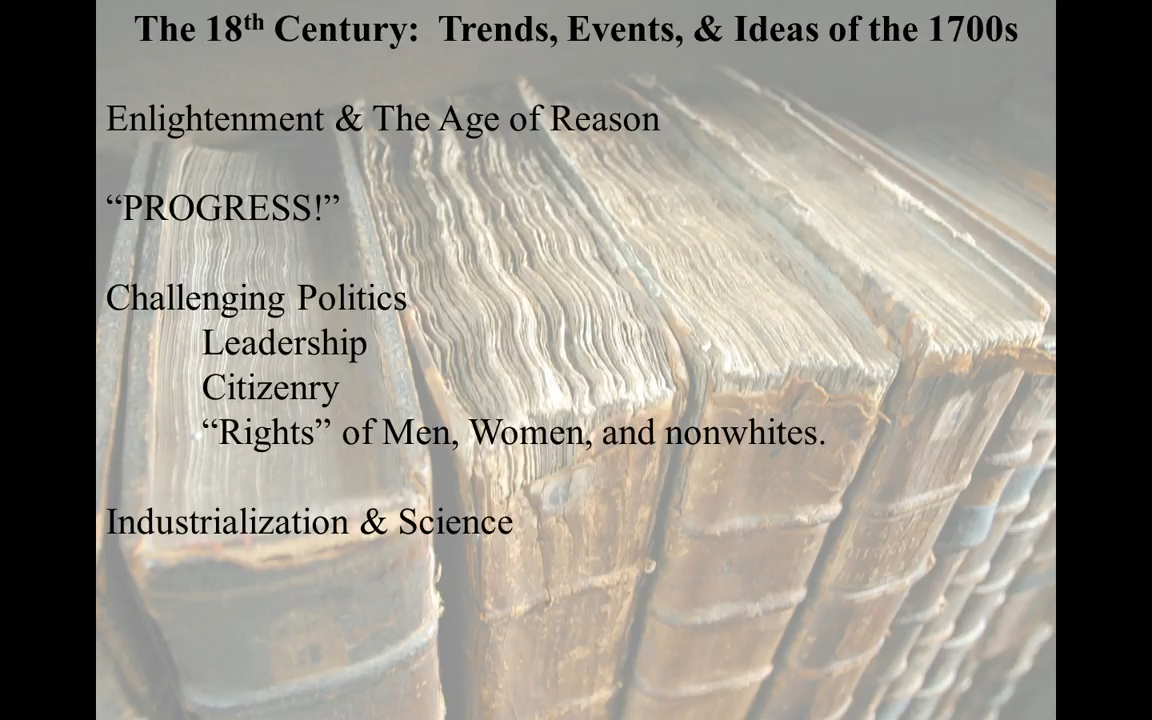 The 18th Century: Trends, Events, & Ideas of the 1700s
Enlightenment & The Age of Reason
“PROGRESS!”
Challenging Politics
Leadership
Citizenry
“Rights” of Men, Women, and nonwhites.
Industrialization & Science